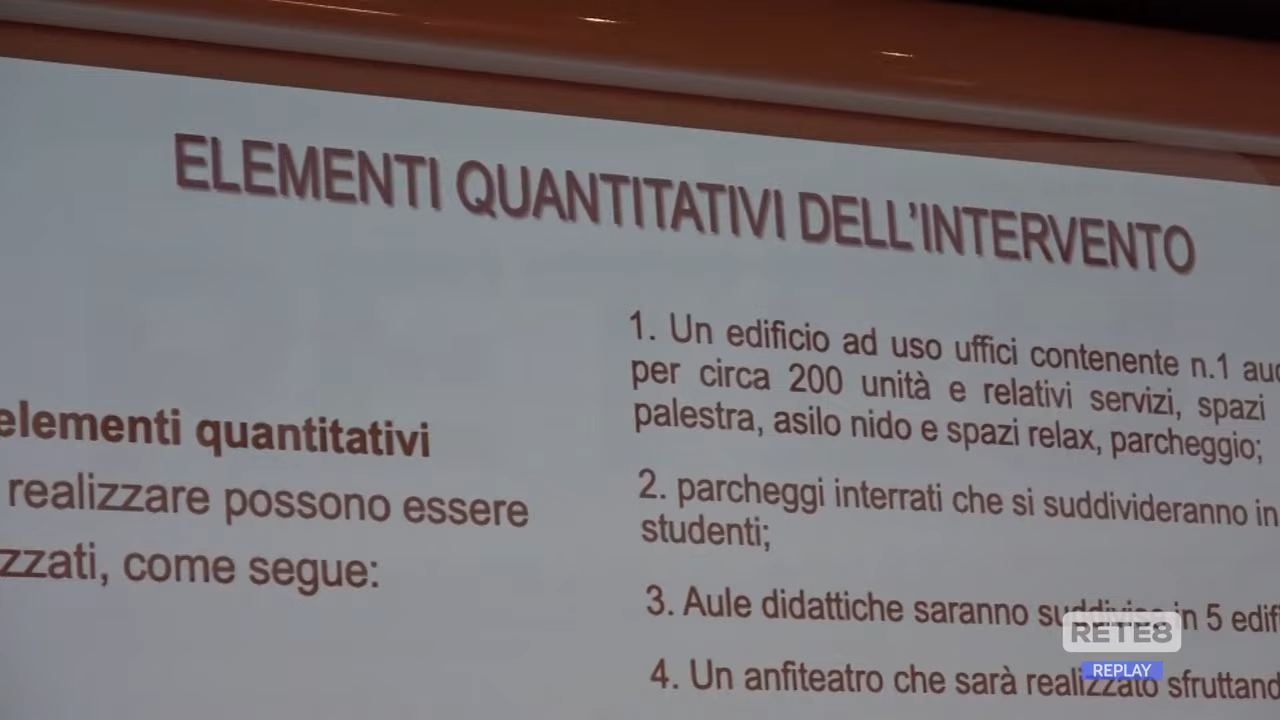 ELEMENTI QUANTITATIVI DELL'INTERVENTO
elementi quantitativi
realizzare possono essere
zzati, come segue:
1. Un edificio ad uso uffici contenente n.1
per circa 200 unità e relativi servizi, spazi
palestra, asilo nido e spazi relax, parcheggio;
2. parcheggi interrati che si suddivideranno in
studenti;
3. Aule didattiche saranno suddivise in 5
4. Un anfiteatro che sarà realizzato
RETE8
REPLAY